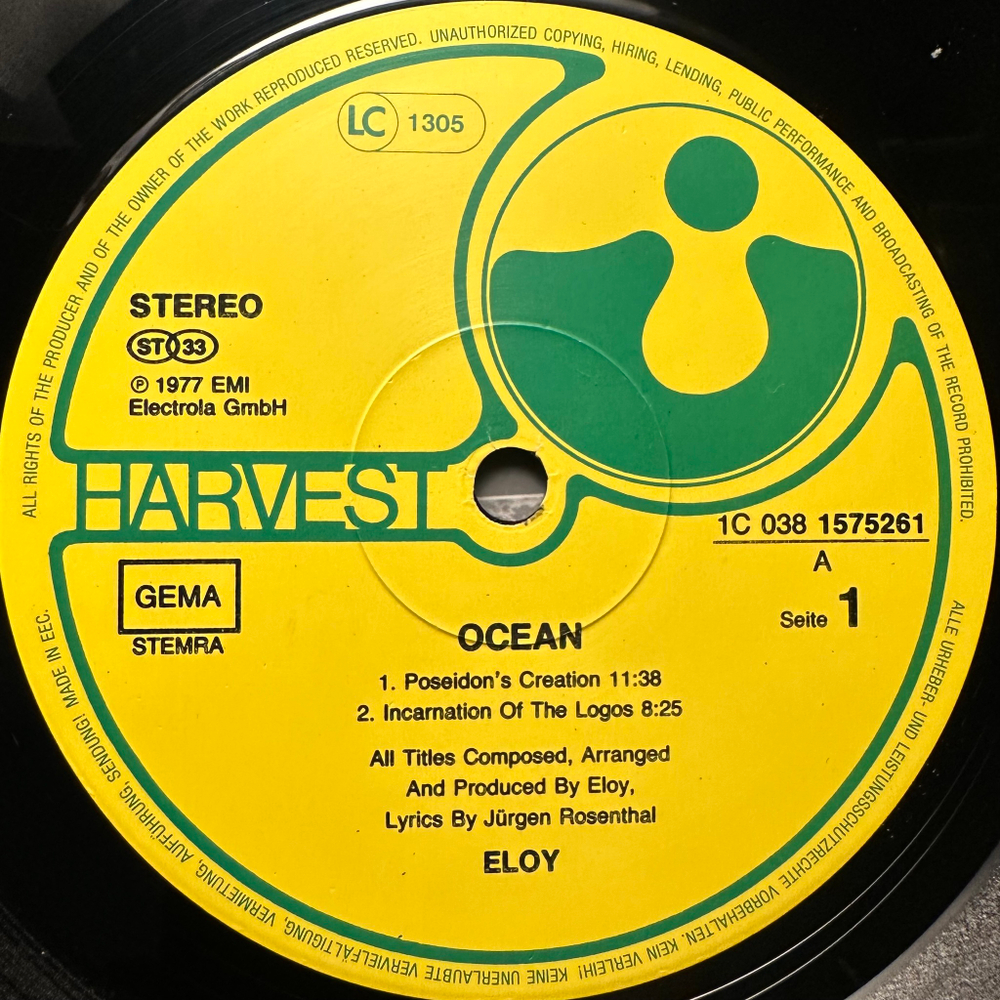 ALL RIGHTS OF THE PRODUCER AND OF THE OWNER OF THE WORK REPRODUCED RESERVED. UNAUTHORIZED COPYING, HIRING, LENDING, PUBLIC PERFORMANCE AND BROADCASTING OF THE RECORD PROHIBITED.
LC 1305
STEREO
ST 33
℗ 1977 EMI
Electrola GmbH
HARVEST
1C 038 1575261
A
Seite 1
GEMA
STEMRA
OCEAN
1. Poseidon's Creation 11:38
2. Incarnation Of The Logos 8:25
All Titles Composed, Arranged
And Produced By Eloy,
Lyrics By Jürgen Rosenthal
ELOY
ALLE URHEBER- UND LEISTUNGSSCHUTZRECHTE VORBEHALTEN. KEIN VERLEIH! KEINE UNERLAUBTE VERVIELFÄLTIGUNG, VERMIETUNG, AUFFÜHRUNG, SENDUNG! MADE IN EEC.